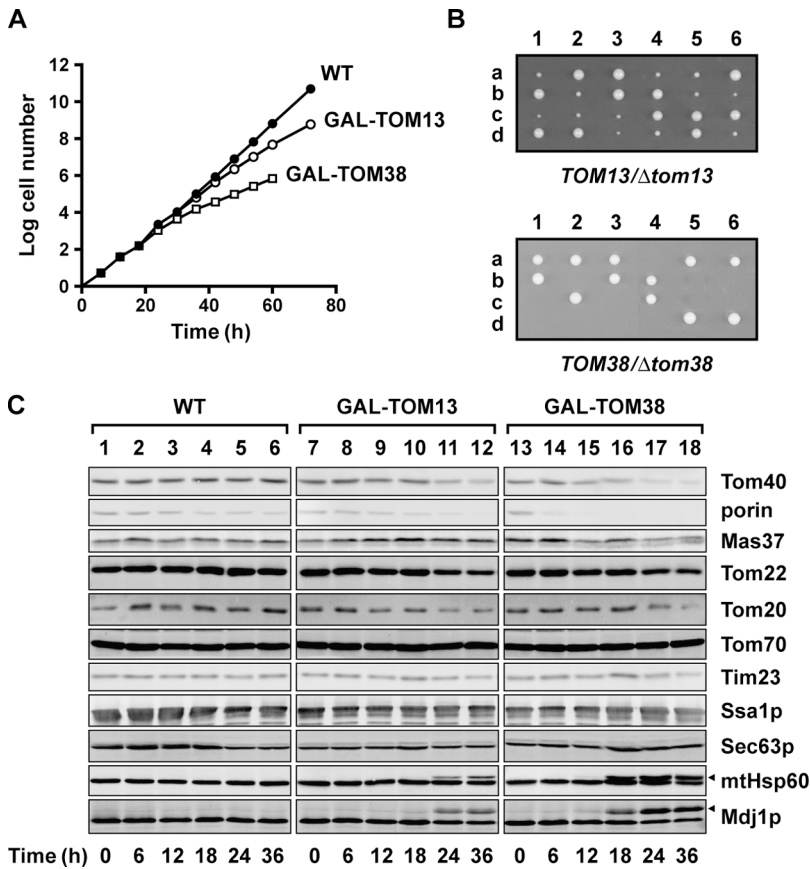 A
Log cell number
12
10
8
6
4
2
0
0 20 40 60 80
Time (h)
WT
GAL-TOM13
GAL-TOM38
B
1 2 3 4 5 6
a
b
c
d
TOM13/Δtom13
1 2 3 4 5 6
a
b
c
d
TOM38/Δtom38
C
WT GAL-TOM13 GAL-TOM38
1 2 3 4 5 6 7 8 9 10 11 12 13 14 15 16 17 18
Tom40
porin
Mas37
Tom22
Tom20
Tom70
Tim23
Ssa1p
Sec63p
mtHsp60
Mdj1p
Time (h) 0 6 12 18 24 36 0 6 12 18 24 36 0 6 12 18 24 36